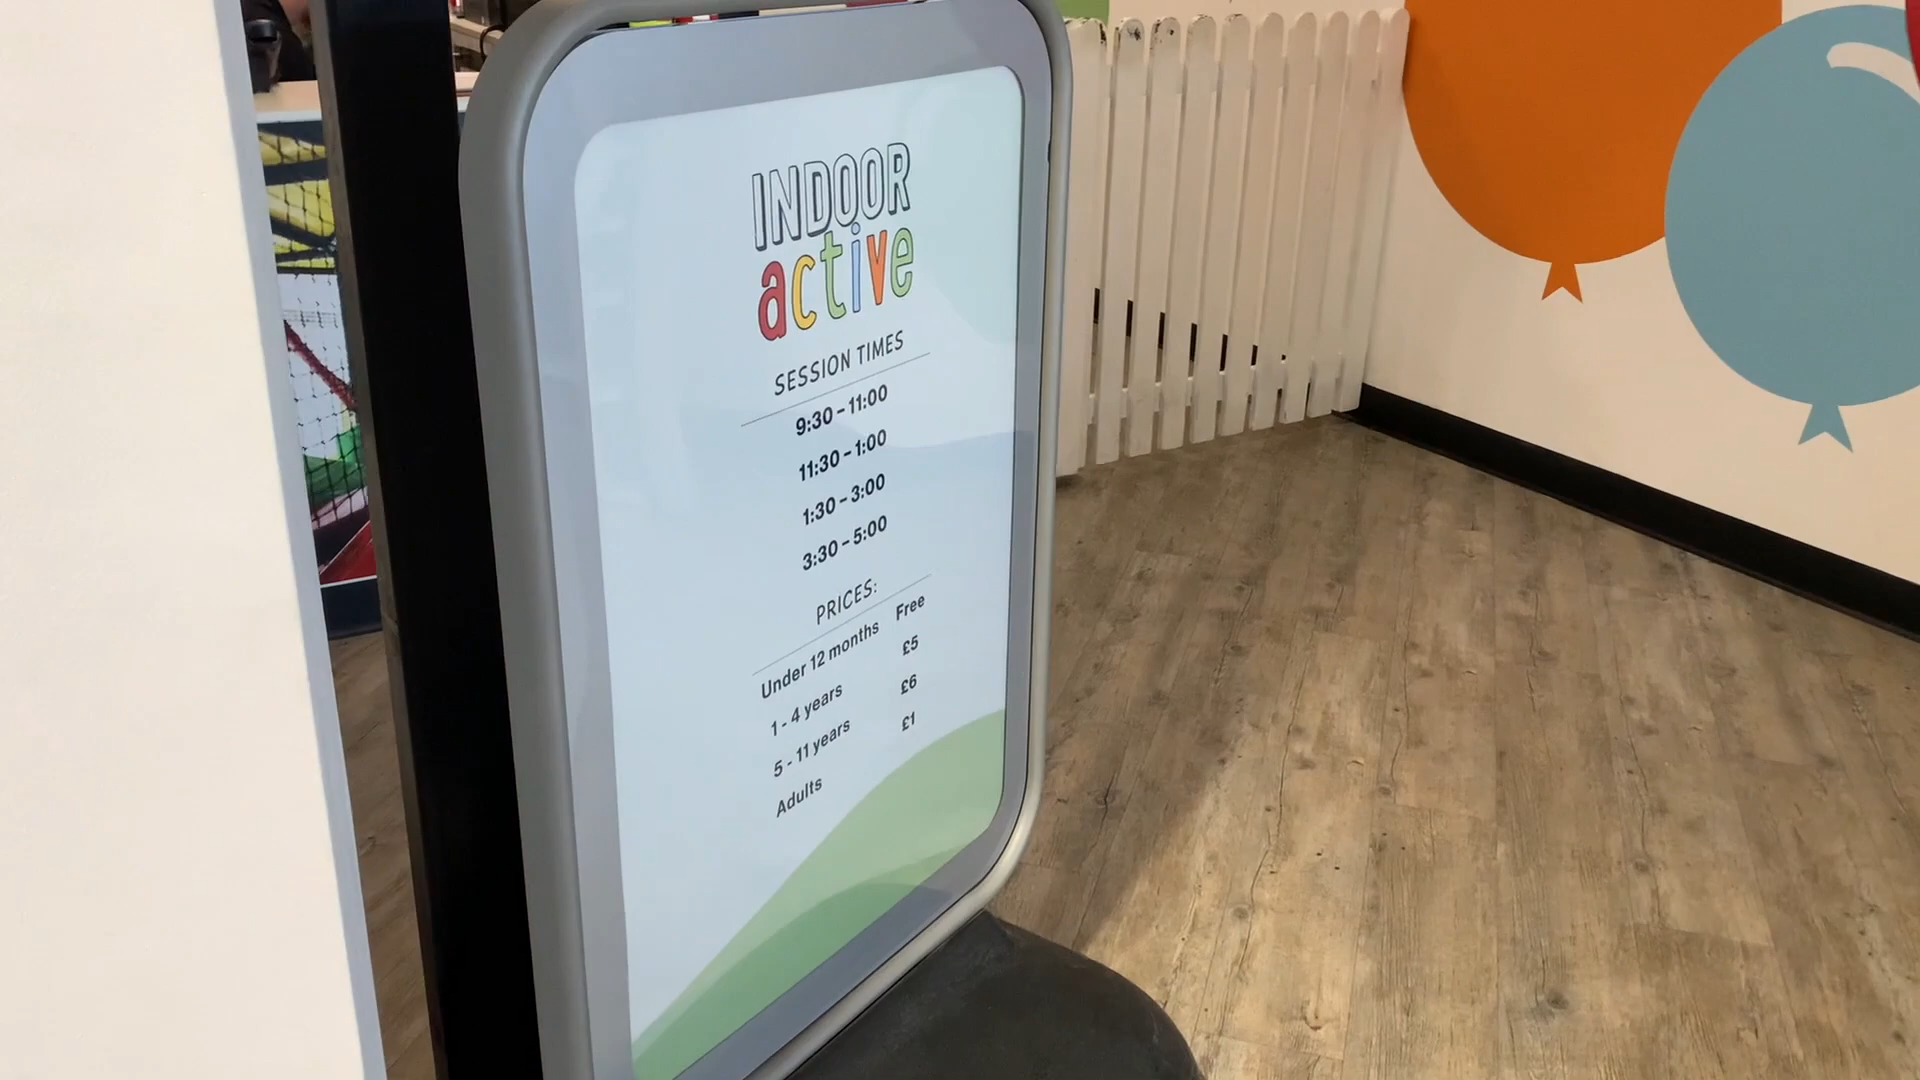 INDOOR
active
SESSION TIMES
9:30 – 11:00
11:30 – 1:00
1:30 – 3:00
3:30 – 5:00
PRICES:
Under 12 months Free
1 - 4 years £5
5 - 11 years £6
Adults £1